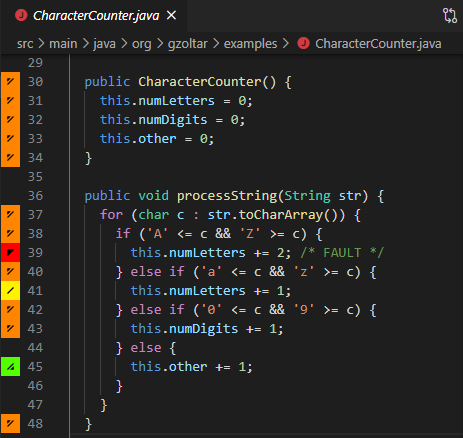 J CharacterCounter.java ×
src > main > java > org > gzoltar > examples > J CharacterCounter.java
29
30 public CharacterCounter() {
31 this.numLetters = 0;
32 this.numDigits = 0;
33 this.other = 0;
34 }
35
36 public void processString(String str) {
37 for (char c : str.toCharArray()) {
38 if ('A' <= c && 'Z' >= c) {
39 this.numLetters += 2; /* FAULT */
40 } else if ('a' <= c && 'z' >= c) {
41 this.numLetters += 1;
42 } else if ('0' <= c && '9' >= c) {
43 this.numDigits += 1;
44 } else {
45 this.other += 1;
46 }
47 }
48 }